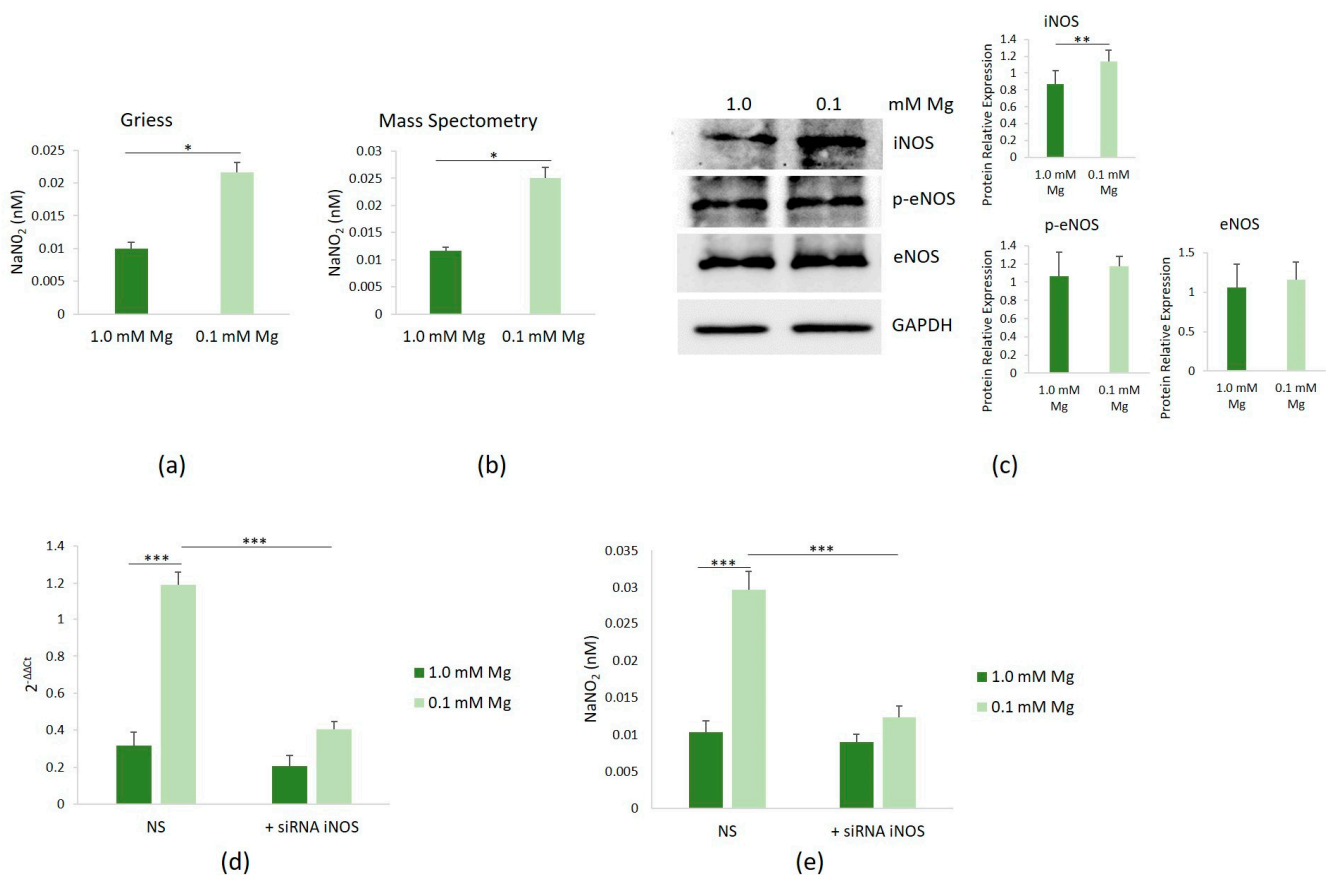 Griess
*
0.025
0.02
0.015
0.01
0.005
0
NaN0₂ (nM)
1.0 mM Mg
0.1 mM Mg
(a)
Mass Spectometry
*
0.03
0.025
0.02
0.015
0.01
0.005
0
NaNO₂ (nM)
1.0 mM Mg
0.1 mM Mg
(b)
1.0
0.1
mM Mg
iNOS
p-eNOS
eNOS
GAPDH
iNOS
**
1.4
1.2
1
0.8
0.6
0.4
0.2
0
Protein Relative Expression
1.0 mM
Mg
0.1 mM
Mg
p-eNOS
1.4
1.2
1
0.8
0.6
0.4
0.2
0
Protein Relative Expression
1.0 mM
Mg
0.1 mM
Mg
eNOS
1.5
1
0.5
0
Protein Relative Expression
1.0 mM
Mg
0.1 mM
Mg
(c)
***
***
1.4
1.2
1
0.8
0.6
0.4
0.2
0
2⁻ΔΔCt
NS
+ siRNA iNOS
1.0 mM Mg
0.1 mM Mg
(d)
***
***
0.035
0.03
0.025
0.02
0.015
0.01
0.005
0
NaNO₂ (nM)
NS
+ siRNA iNOS
1.0 mM Mg
0.1 mM Mg
(e)